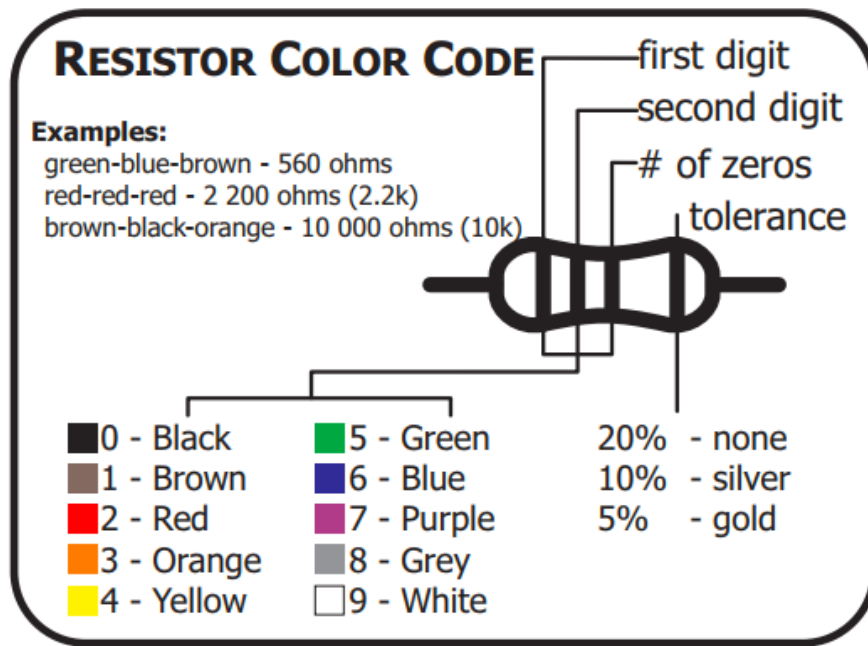 RESISTOR COLOR CODE
first digit
second digit
# of zeros
tolerance
Examples:
green-blue-brown - 560 ohms
red-red-red - 2 200 ohms (2.2k)
brown-black-orange - 10 000 ohms (10k)
0 - Black
1 - Brown
2 - Red
3 - Orange
4 - Yellow
5 - Green
6 - Blue
7 - Purple
8 - Grey
9 - White
20% - none
10% - silver
5% - gold